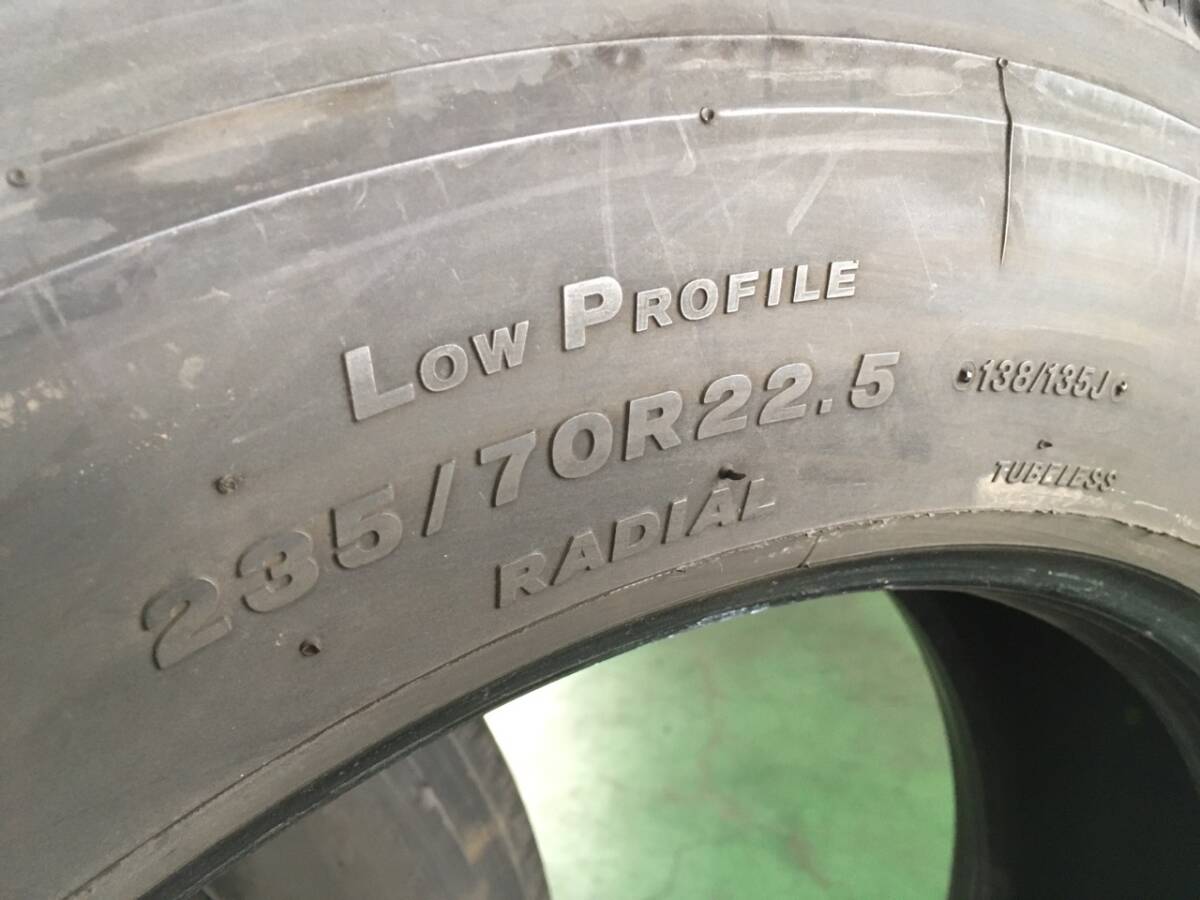 LOW PROFILE
235/70R22.5
138/135J
RADIAL
TUBELESS